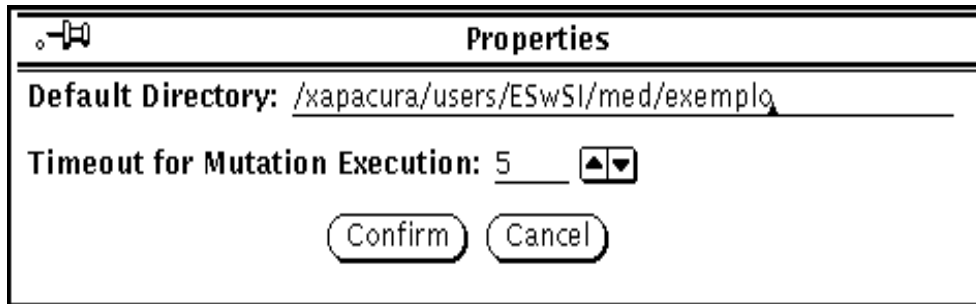 Properties
Default Directory: /xapacura/users/ESwSI/med/exemplo
Timeout for Mutation Execution: 5
Confirm Cancel